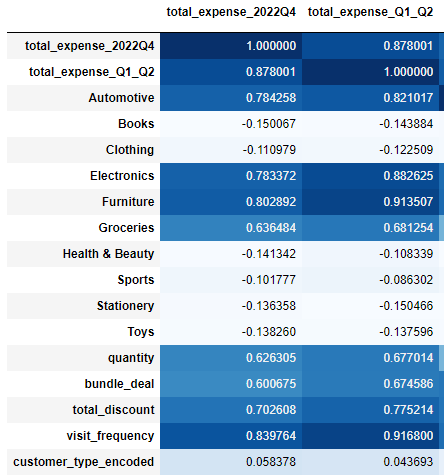 total_expense_2022Q4 total_expense_Q1_Q2
total_expense_2022Q4 1.000000 0.878001
total_expense_Q1_Q2 0.878001 1.000000
Automotive 0.784258 0.821017
Books -0.150067 -0.143884
Clothing -0.110979 -0.122509
Electronics 0.783372 0.882625
Furniture 0.802892 0.913507
Groceries 0.636484 0.681254
Health & Beauty -0.141342 -0.108339
Sports -0.101777 -0.086302
Stationery -0.136358 -0.150466
Toys -0.138260 -0.137596
quantity 0.626305 0.677014
bundle_deal 0.600675 0.674586
total_discount 0.702608 0.775214
visit_frequency 0.839764 0.916800
customer_type_encoded 0.058378 0.043693